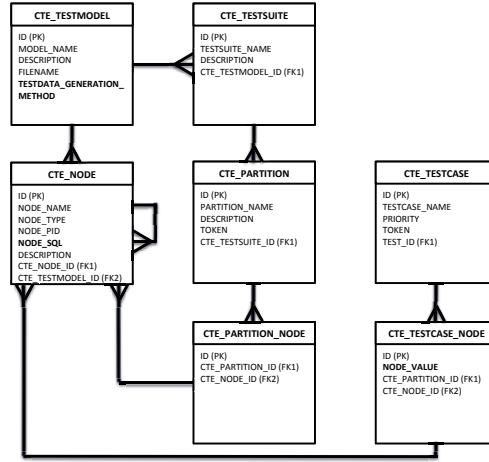 CTE_TESTMODEL
ID (PK)
MODEL_NAME
DESCRIPTION
FILENAME
TESTDATA_GENERATION_
METHOD
CTE_TESTSUITE
ID (PK)
TESTSUITE_NAME
DESCRIPTION
CTE_TESTMODEL_ID (FK1)
CTE_NODE
ID (PK)
NODE_NAME
NODE_TYPE
NODE_PID
NODE_SQL
DESCRIPTION
CTE_NODE_ID (FK1)
CTE_TESTMODEL_ID (FK2)
CTE_PARTITION
ID (PK)
PARTITION_NAME
DESCRIPTION
TOKEN
CTE_TESTSUITE_ID (FK1)
CTE_TESTCASE
ID (PK)
TESTCASE_NAME
PRIORITY
TOKEN
TEST_ID (FK1)
CTE_PARTITION_NODE
ID (PK)
CTE_PARTITION_ID (FK1)
CTE_NODE_ID (FK2)
CTE_TESTCASE_NODE
ID (PK)
NODE_VALUE
CTE_PARTITION_ID (FK1)
CTE_NODE_ID (FK2)